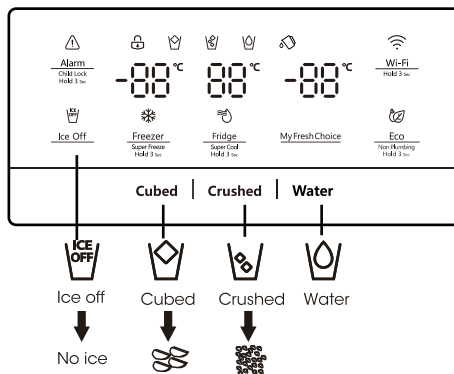 Alarm
Child Lock
Hold 3 Sec
-88 °C
88 °C
-88 °C
Wi-Fi
Hold 3 Sec
ICE OFF
Ice Off
Freezer
Super Freeze
Hold 3 Sec
Fridge
Super Cool
Hold 3 Sec
My Fresh Choice
Eco
Non Plumbing
Hold 3 Sec
Cubed | Crushed | Water
ICE
OFF
Ice off Cubed Crushed Water
No ice